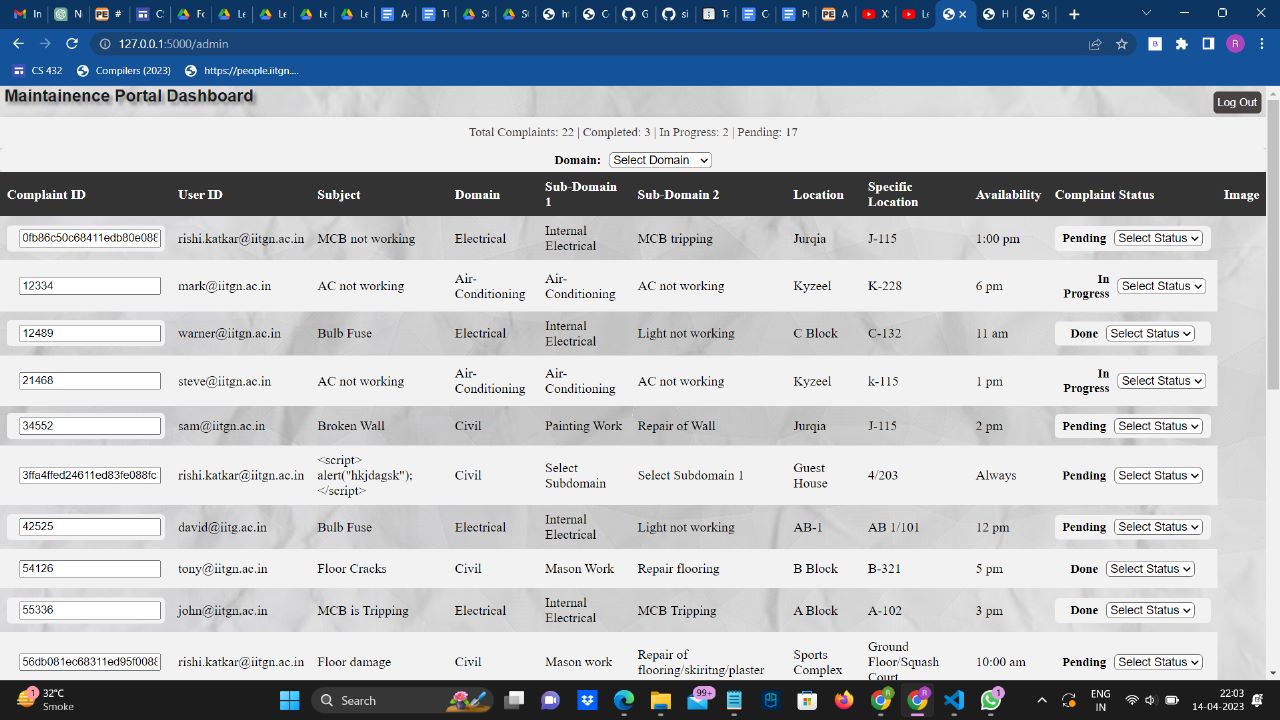 127.0.0.1:5000/admin
CS 432
Compilers (2023)
https://people.iitgn....
Maintainence Portal Dashboard
Log Out
Total Complaints: 22 | Completed: 3 | In Progress: 2 | Pending: 17
Domain: Select Domain
Complaint ID User ID Subject Domain Sub-Domain 1 Sub-Domain 2 Location Specific Location Availability Complaint Status Image
0fb86c50c68411edb80e088 rishi.katkar@iitgn.ac.in MCB not working Electrical Internal Electrical MCB tripping Jurqia J-115 1:00 pm Pending Select Status
12334 mark@iitgn.ac.in AC not working Air-Conditioning Air-Conditioning AC not working Kyzeel K-228 6 pm In Progress Select Status
12489 warner@iitgn.ac.in Bulb Fuse Electrical Internal Electrical Light not working C Block C-132 11 am Done Select Status
21468 steve@iitgn.ac.in AC not working Air-Conditioning Air-Conditioning AC not working Kyzeel k-115 1 pm In Progress Select Status
34552 sam@iitgn.ac.in Broken Wall Civil Painting Work Repair of Wall Jurqia J-115 2 pm Pending Select Status
3ffa4ffed24611ed83fe088fc rishi.katkar@iitgn.ac.in <script> alert("hkjdagsk"); </script> Civil Select Subdomain Select Subdomain 1 Guest House 4/203 Always Pending Select Status
42525 david@iitg.ac.in Bulb Fuse Electrical Internal Electrical Light not working AB-1 AB 1/101 12 pm Pending Select Status
54126 tony@iitgn.ac.in Floor Cracks Civil Mason Work Repair flooring B Block B-321 5 pm Done Select Status
55336 john@iitgn.ac.in MCB is Tripping Electrical Internal Electrical MCB Tripping A Block A-102 3 pm Done Select Status
56db081ec68311ed95f0088 rishi.katkar@iitgn.ac.in Floor damage Civil Mason work Repair of flooring/skiritng/plaster Sports Complex Ground Floor/Squash Court 10:00 am Pending Select Status
32°C
Smoke
Search
99+
ENG
IN
22:03
14-04-2023